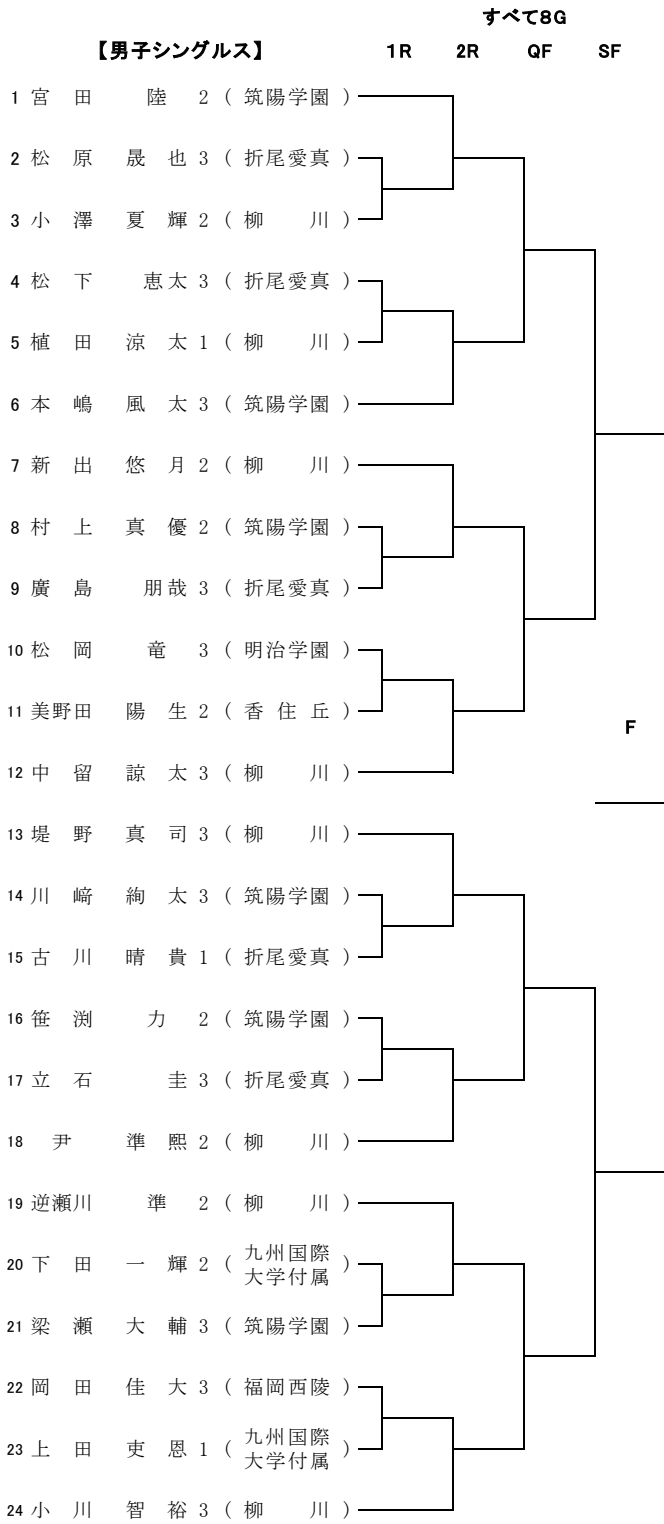 すべて8G
【男子シングルス】 1R 2R QF SF
1 宮田 陸 2 ( 筑陽学園 )
2 松原 晟也 3 ( 折尾愛真 )
3 小澤 夏輝 2 ( 柳川 )
4 松下 恵太 3 ( 折尾愛真 )
5 植田 涼太 1 ( 柳川 )
6 本嶋 風太 3 ( 筑陽学園 )
7 新出 悠月 2 ( 柳川 )
8 村上 真優 2 ( 筑陽学園 )
9 廣島 朋哉 3 ( 折尾愛真 )
10 松岡 竜 3 ( 明治学園 )
11 美野田 陽生 2 ( 香住丘 )
F
12 中留 諒太 3 ( 柳川 )
13 堤野 真司 3 ( 柳川 )
14 川﨑 絢太 3 ( 筑陽学園 )
15 古川 晴貴 1 ( 折尾愛真 )
16 笹渕 力 2 ( 筑陽学園 )
17 立石 圭 3 ( 折尾愛真 )
18 尹 準熙 2 ( 柳川 )
19 逆瀬川 準 2 ( 柳川 )
20 下田 一輝 2 ( 九州国際
大学付属 )
21 梁瀬 大輔 3 ( 筑陽学園 )
22 岡田 佳大 3 ( 福岡西陵 )
23 上田 吏恩 1 ( 九州国際
大学付属 )
24 小川 智裕 3 ( 柳川 )